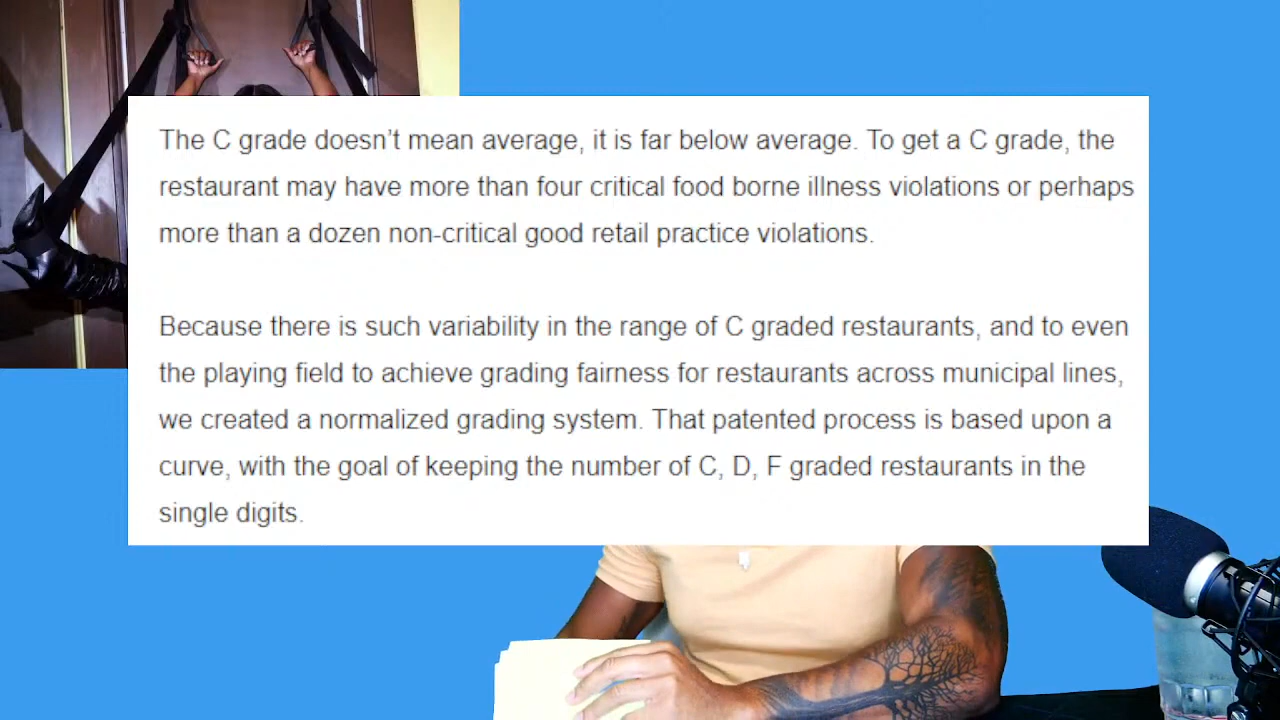 The C grade doesn’t mean average, it is far below average. To get a C grade, the
restaurant may have more than four critical food borne illness violations or perhaps
more than a dozen non-critical good retail practice violations.
Because there is such variability in the range of C graded restaurants, and to even
the playing field to achieve grading fairness for restaurants across municipal lines,
we created a normalized grading system. That patented process is based upon a
curve, with the goal of keeping the number of C, D, F graded restaurants in the
single digits.